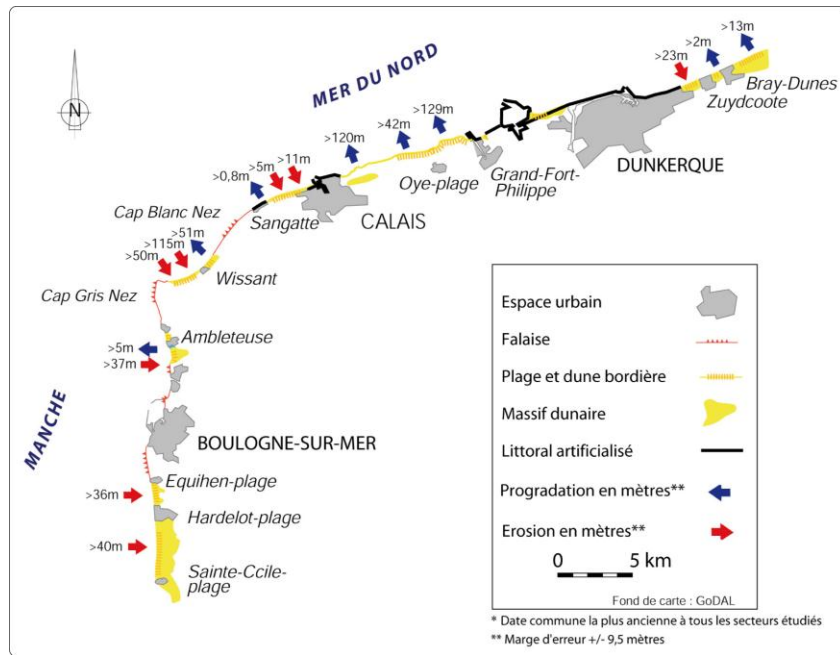 >13m
>2m
>23m
Bray-Dunes
Zuydcoote
MER DU NORD
N
>129m
>42m
>120m
DUNKERQUE
Grand-Fort-
Philippe
Oye-plage
>11m
>5m
>0,8m
CALAIS
Sangatte
Cap Blanc Nez
>51m
>115m
>50m
Wissant
Cap Gris Nez
Ambleteuse
>5m
>37m
MANCHE
BOULOGNE-SUR-MER
Equihen-plage
>36m
Hardelot-plage
>40m
Sainte-Ccile-
plage
Espace urbain
Falaise
Plage et dune bordière
Massif dunaire
Littoral artificialisé
Progradation en mètres**
Erosion en mètres**
0 5 km
Fond de carte : GoDAL
* Date commune la plus ancienne à tous les secteurs étudiés
** Marge d'erreur +/- 9,5 mètres